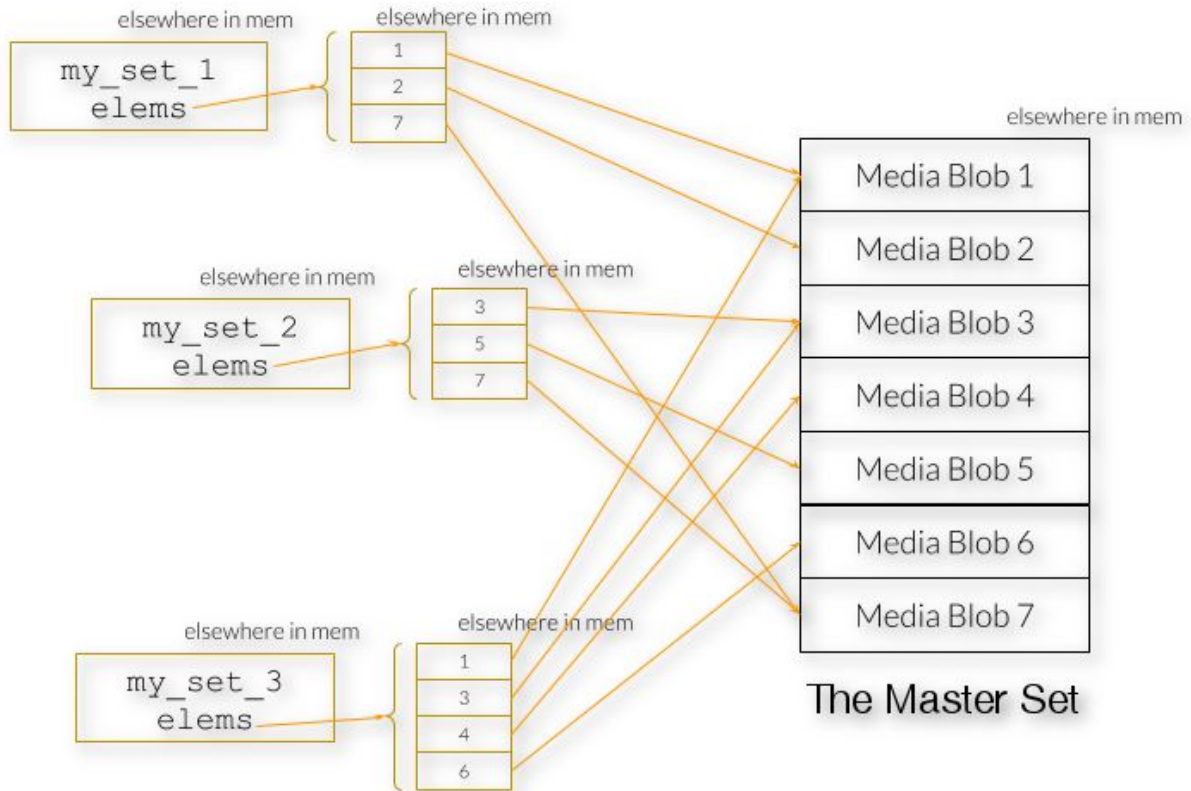 elsewhere in mem
my_set_1
elems
elsewhere in mem
1
2
7
elsewhere in mem
my_set_2
elems
elsewhere in mem
3
5
7
elsewhere in mem
my_set_3
elems
elsewhere in mem
1
3
4
6
elsewhere in mem
Media Blob 1
Media Blob 2
Media Blob 3
Media Blob 4
Media Blob 5
Media Blob 6
Media Blob 7
The Master Set